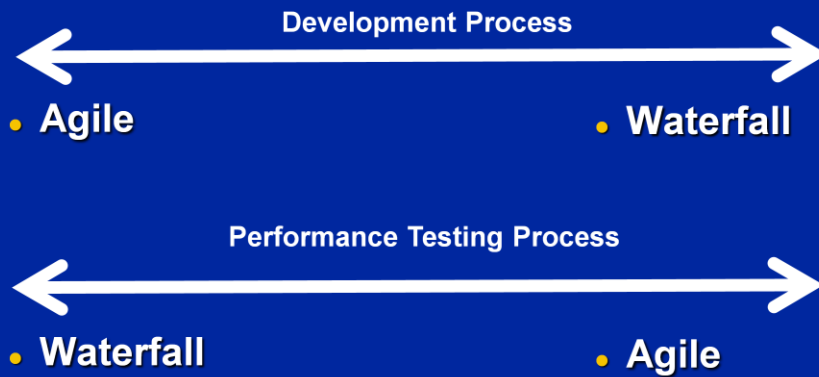 Development Process
• Agile
• Waterfall
Performance Testing Process
• Waterfall
• Agile